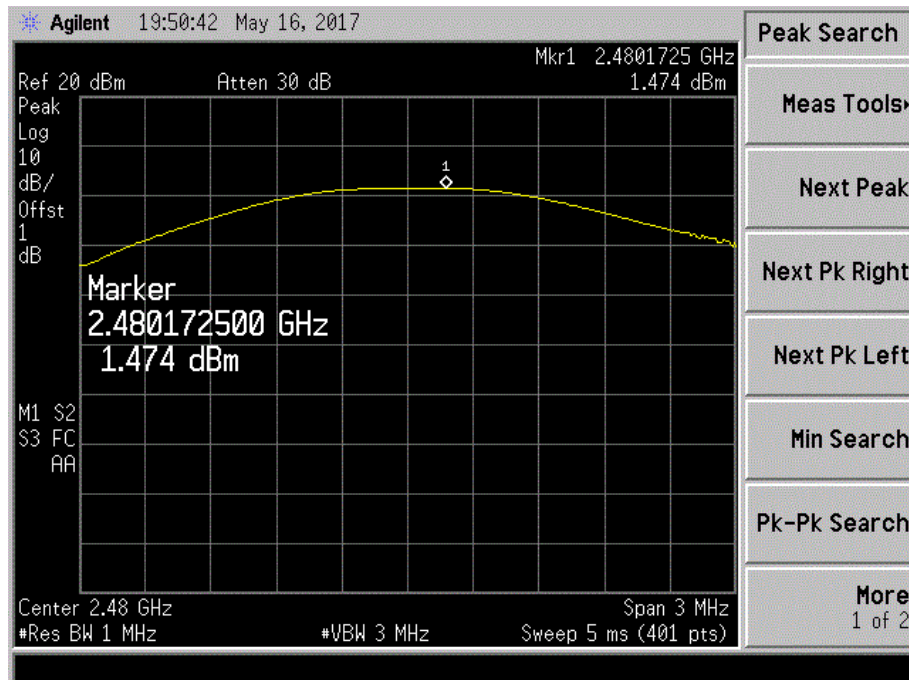 Agilent 19:50:42 May 16, 2017
Mkr1 2.4801725 GHz
Ref 20 dBm Atten 30 dB 1.474 dBm
Peak
Log
10
dB/
Offst
1
dB
1
Marker
2.480172500 GHz
1.474 dBm
M1 S2
S3 FC
AA
Center 2.48 GHz Span 3 MHz
#Res BW 1 MHz #VBW 3 MHz Sweep 5 ms (401 pts)
Peak Search
Meas Tools
Next Peak
Next Pk Right
Next Pk Left
Min Search
Pk-Pk Search
More
1 of 2